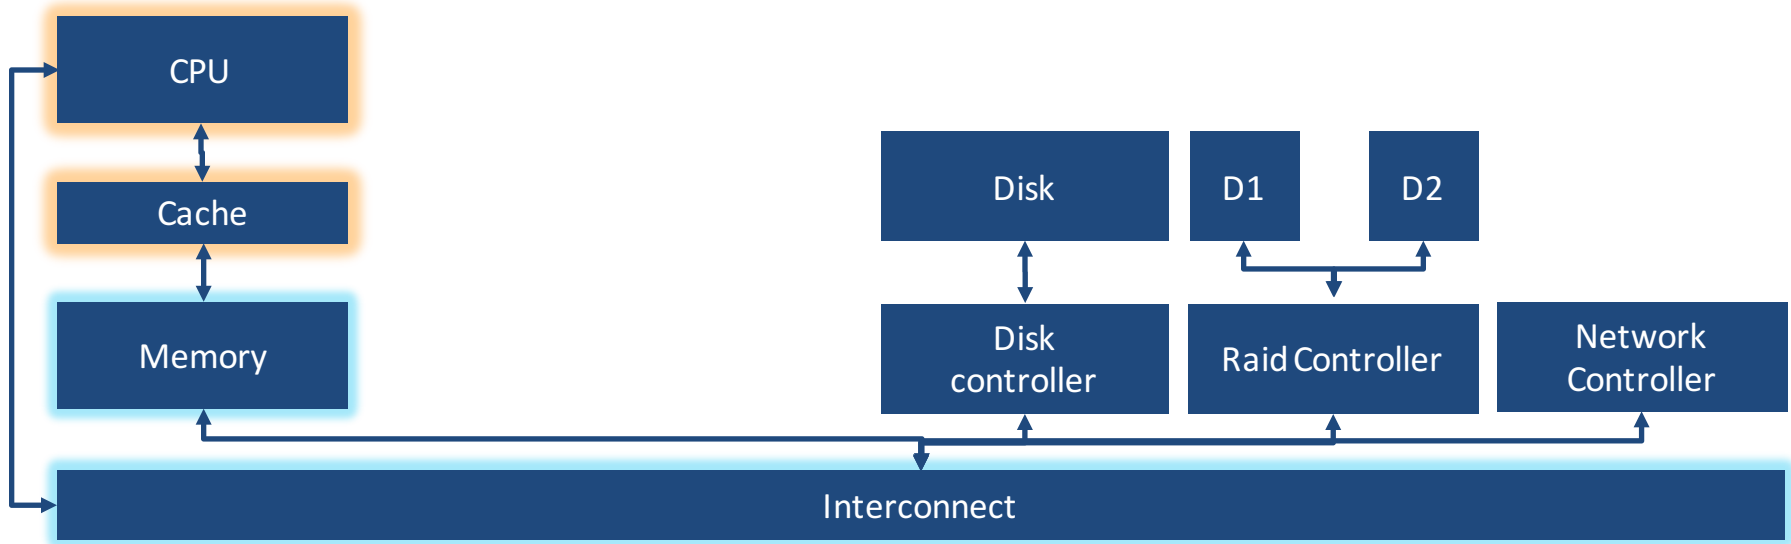 CPU
Cache
Memory
Disk
D1
D2
Disk
controller
Raid Controller
Network
Controller
Interconnect